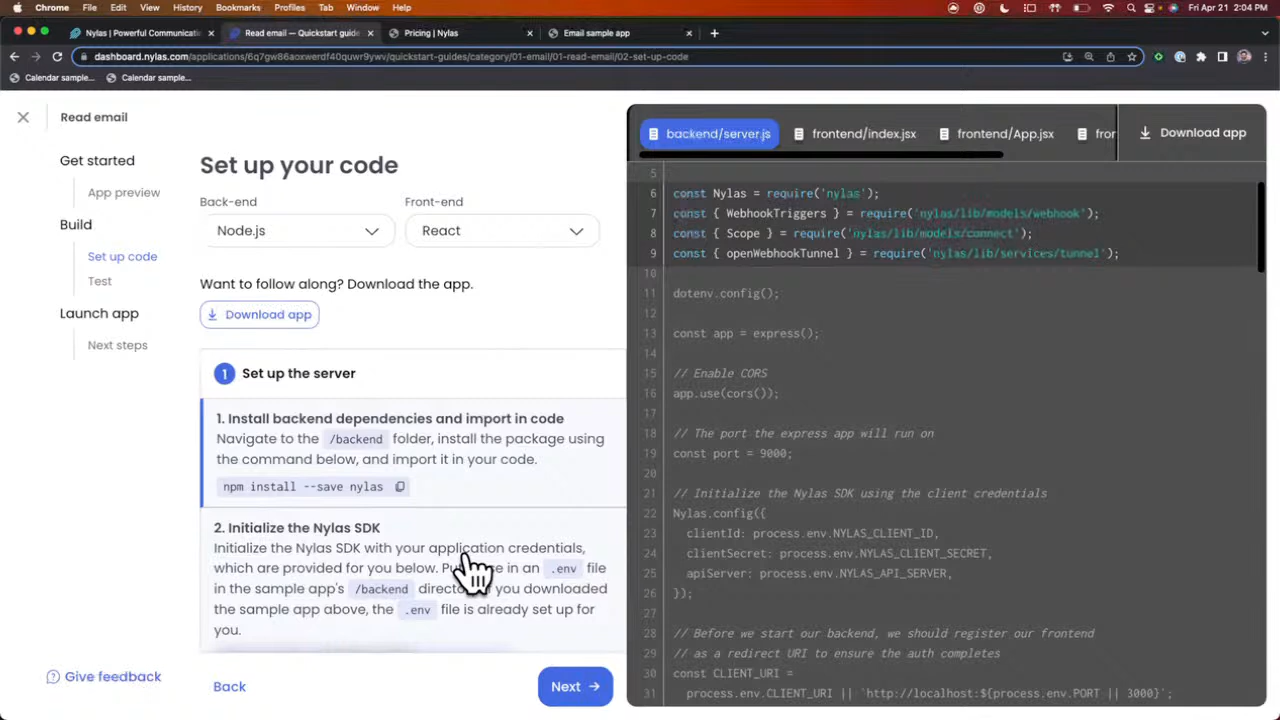 Chrome File Edit View History Bookmarks Profiles Tab Window Help Fri Apr 21 2:04 PM
Nylas | Powerful Communicati Read email — Quickstart guide Pricing | Nylas Email sample app
dashboard.nylas.com/applications/6q7gw86aoxwerdf40quwr9ywv/quickstart-guides/category/01-email/01-read-email/02-set-up-code
Calendar sample... Calendar sample...
Read email
Get started
App preview
Build
Set up code
Test
Launch app
Next steps
Give feedback
Set up your code
Back-end Front-end
Node.js React
Want to follow along? Download the app.
Download app
1 Set up the server
1. Install backend dependencies and import in code
Navigate to the /backend folder, install the package using
the command below, and import it in your code.
npm install --save nylas
2. Initialize the Nylas SDK
Initialize the Nylas SDK with your application credentials,
which are provided for you below. in an .env file
in the sample app's /backend you downloaded
the sample app above, the .env file is already set up for
you.
Back Next
backend/server.js frontend/index.jsx frontend/App.jsx fror Download app
5
6 const Nylas = require('nylas');
7 const { WebhookTriggers } = require('nylas/lib/models/webhook');
8 const { Scope } = require('nylas/lib/models/connect');
9 const { openWebhookTunnel } = require('nylas/lib/services/tunnel');
10
11 dotenv.config();
12
13 const app = express();
14
15 // Enable CORS
16 app.use(cors());
17
18 // The port the express app will run on
19 const port = 9000;
20
21 // Initialize the Nylas SDK using the client credentials
22 Nylas.config({
23 clientId: process.env.NYLAS_CLIENT_ID,
24 clientSecret: process.env.NYLAS_CLIENT_SECRET,
25 apiServer: process.env.NYLAS_API_SERVER,
26 });
27
28 // Before we start our backend, we should register our frontend
29 // as a redirect URI to ensure the auth completes
30 const CLIENT_URI =
31 process.env.CLIENT_URI || `http://localhost:${process.env.PORT || 3000}`;